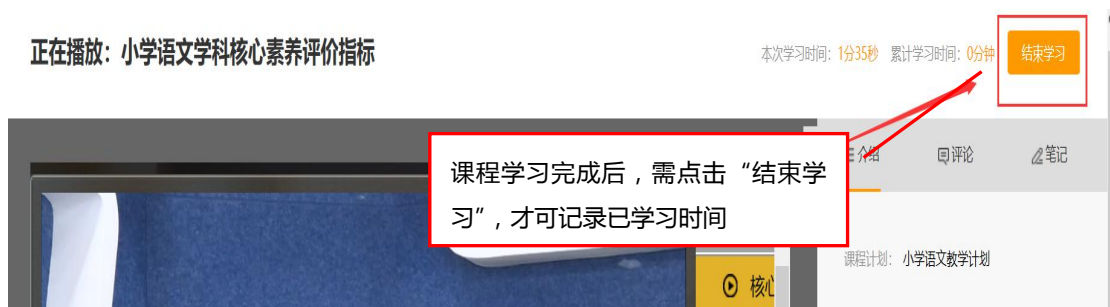 正在播放：小学语文学科核心素养评价指标
本次学习时间：1分35秒 累计学习时间：0分钟 结束学习
课程学习完成后，需点击“结束学
习”，才可记录已学习时间
介绍 评论 笔记
课程计划：小学语文教学计划
核心